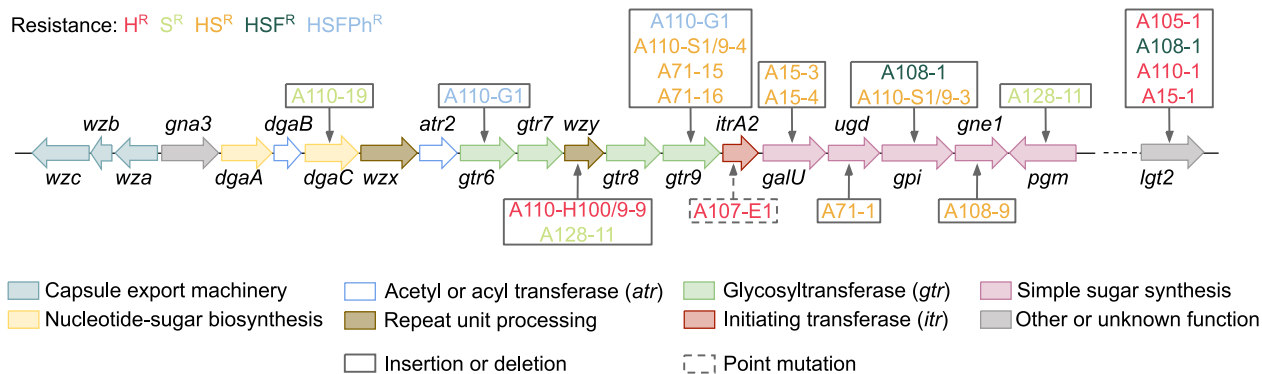 Resistance: Hᴿ Sᴿ HSᴿ HSFᴿ HSFPhᴿ
A110-G1
A110-S1/9-4
A71-15
A71-16
A105-1
A108-1
A110-1
A15-1
A110-19
A110-G1
A15-3
A15-4
A108-1
A110-S1/9-3
A128-11
wzb gna3 dgaB atr2 gtr7 wzy itrA2 ugd gne1
wzc wza dgaA dgaC wzx gtr6 gtr8 gtr9 galU gpi pgm lgt2
A110-H100/9-9
A128-11
A107-E1
A71-1
A108-9
Capsule export machinery
Acetyl or acyl transferase (atr)
Glycosyltransferase (gtr)
Simple sugar synthesis
Nucleotide-sugar biosynthesis
Repeat unit processing
Initiating transferase (itr)
Other or unknown function
Insertion or deletion
Point mutation